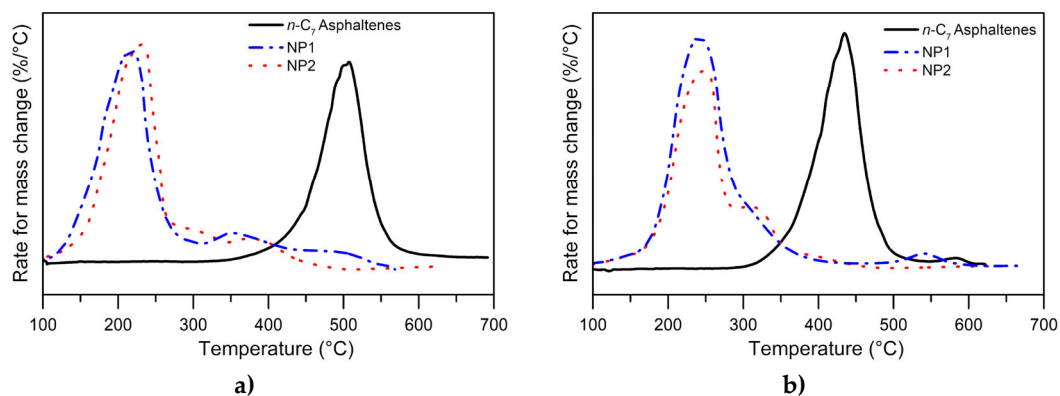 Rate for mass change (%/°C)
n-C₇ Asphaltenes
NP1
NP2
100 200 300 400 500 600 700
Temperature (°C)
a)
Rate for mass change (%/°C)
n-C₇ Asphaltenes
NP1
NP2
100 200 300 400 500 600 700
Temperature (°C)
b)